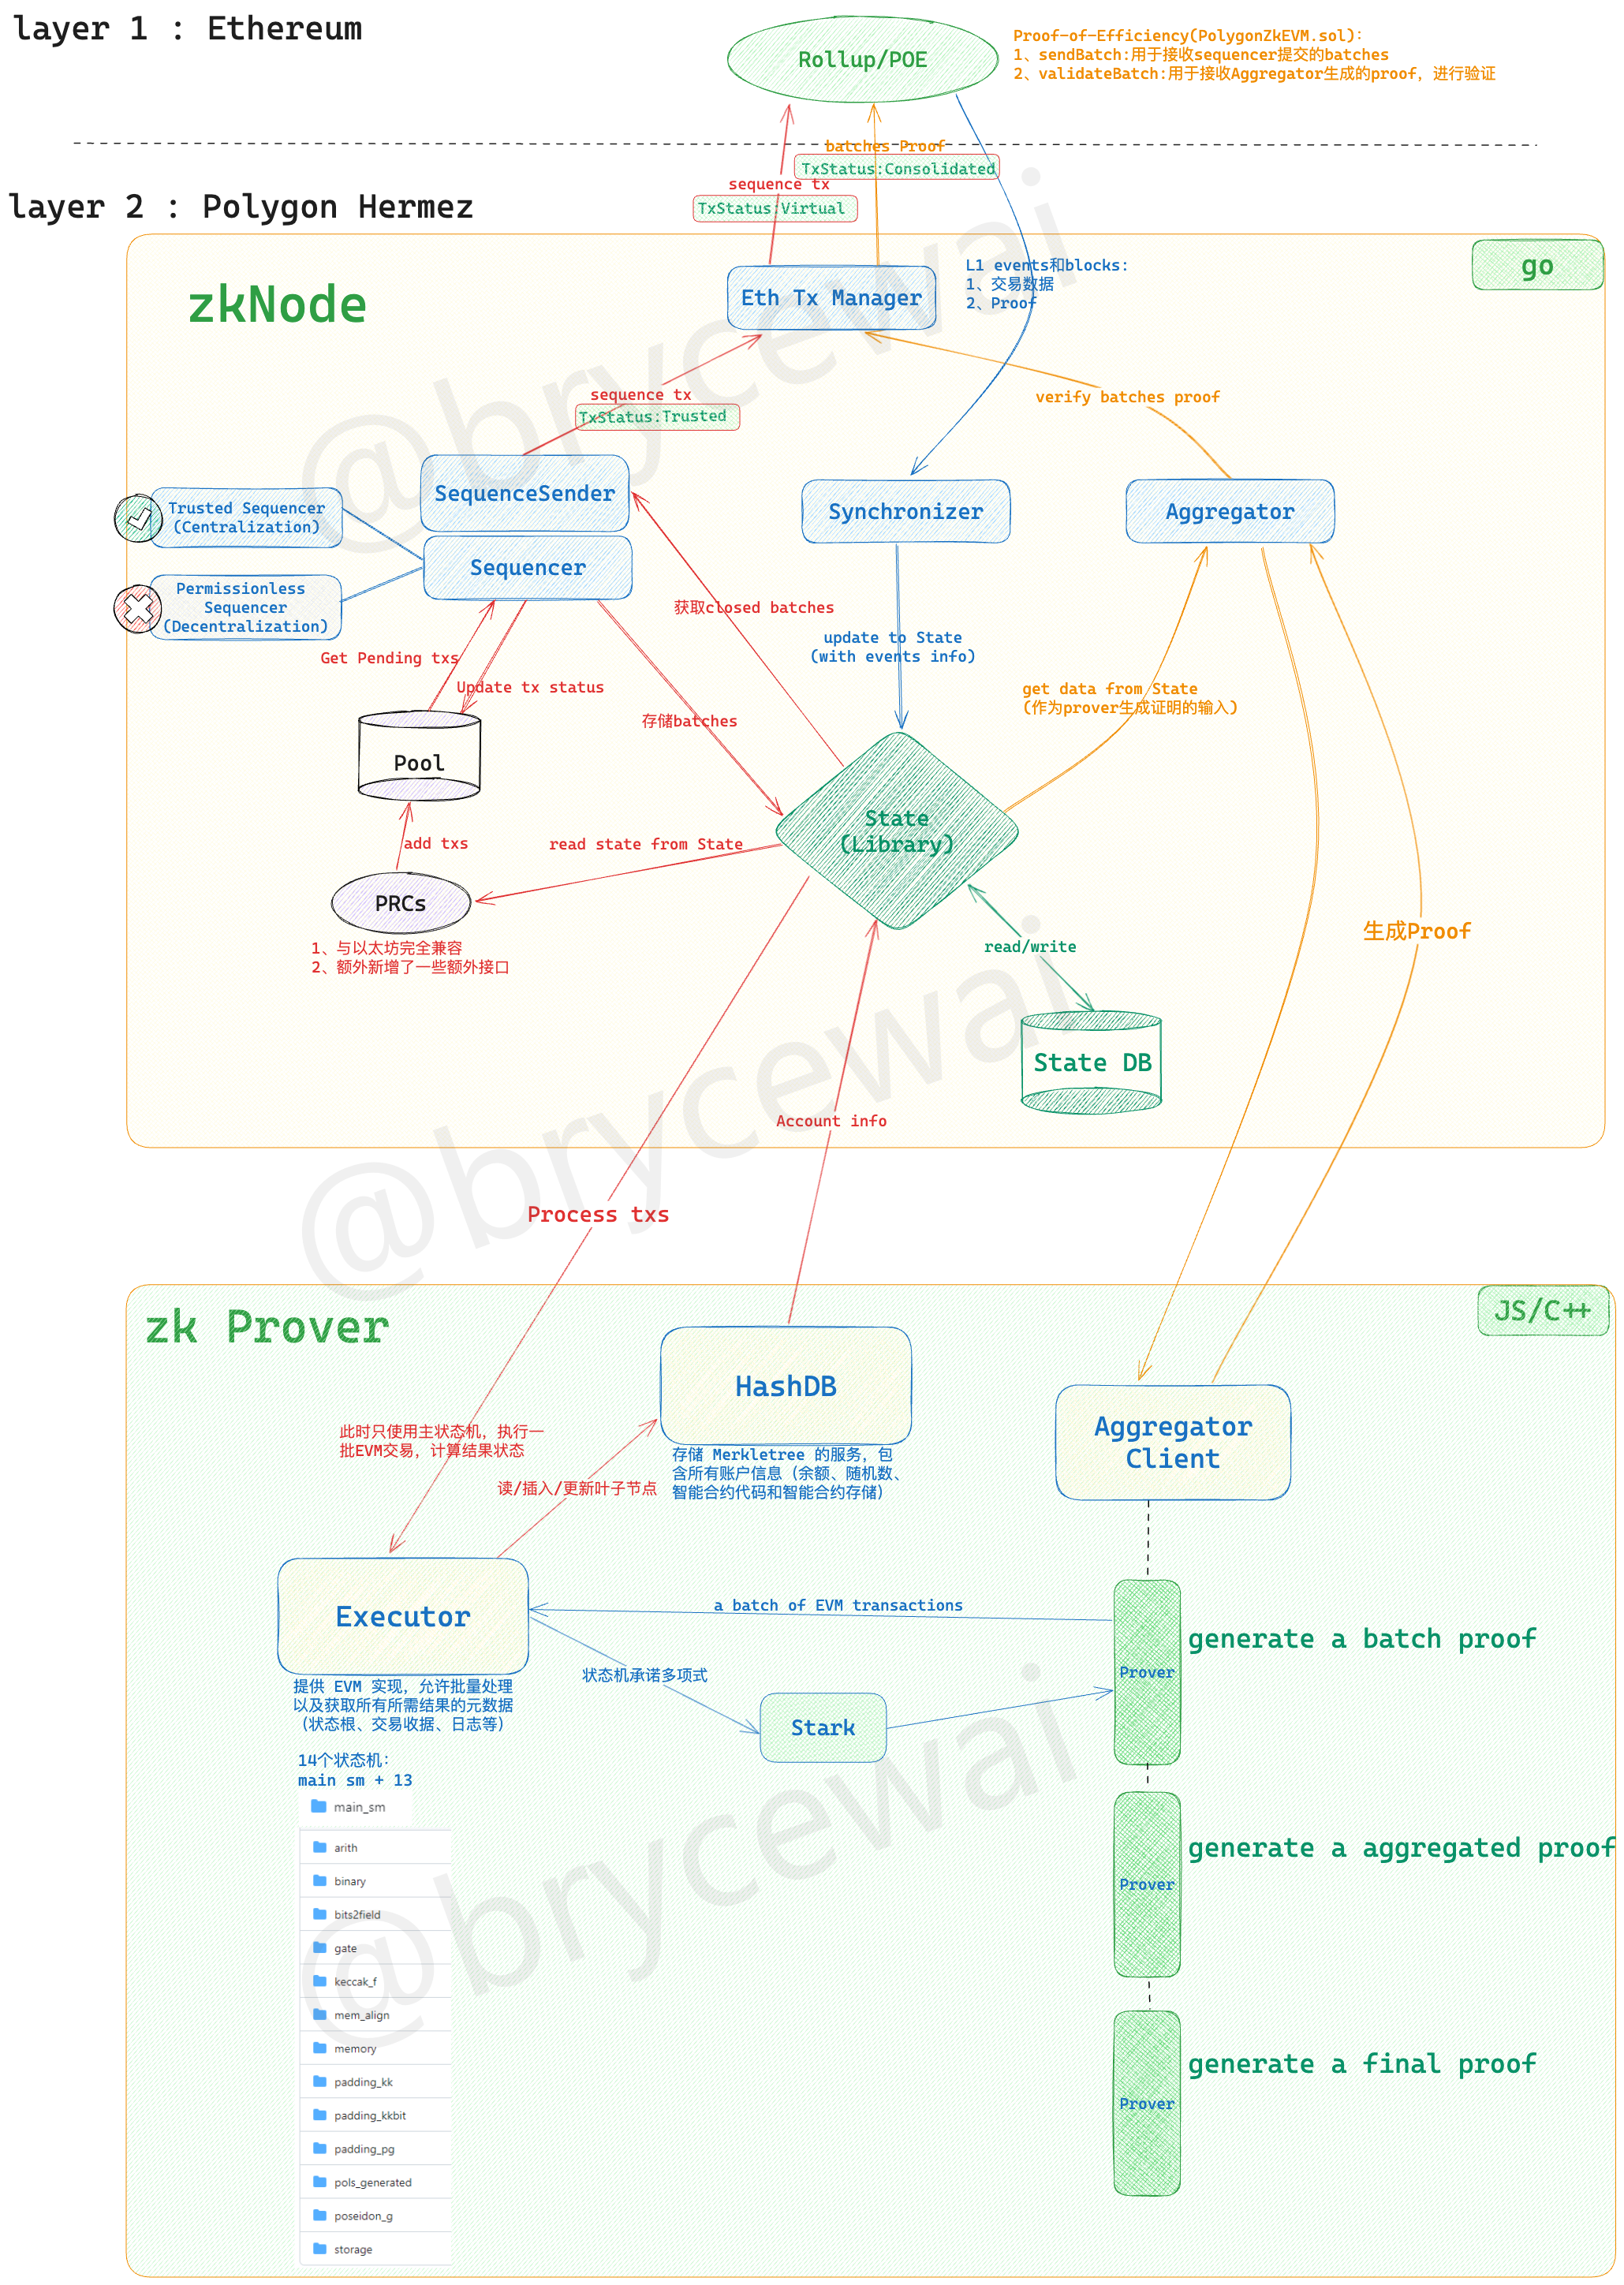 layer 1 : Ethereum
Rollup/POE
Proof-of-Efficiency(PolygonZkEVM.sol):
1、sendBatch:用于接收sequencer提交的batches
2、validateBatch:用于接收Aggregator生成的proof，进行验证
batches Proof
TxStatus:Consolidated
sequence tx
TxStatus:Virtual
layer 2 : Polygon Hermez
zkNode
go
Eth Tx Manager
L1 events和blocks:
1、交易数据
2、Proof
sequence tx
TxStatus:Trusted
verify batches proof
SequenceSender
Synchronizer
Aggregator
Trusted Sequencer
(Centralization)
Sequencer
Permissionless
Sequencer
(Decentralization)
获取closed batches
update to State
(with events info)
Get Pending txs
Update tx status
存储batches
get data from State
(作为prover生成证明的输入)
Pool
State
(Library)
add txs
read state from State
PRCs
1、与以太坊完全兼容
2、额外新增了一些额外接口
read/write
生成Proof
State DB
Account info
Process txs
@brycewai
@brycewai
@brycewai
zk Prover
JS/C++
HashDB
存储 Merkletree 的服务，包
含所有账户信息（余额、随机数、
智能合约代码和智能合约存储）
Aggregator
Client
此时只使用主状态机，执行一
批EVM交易，计算结果状态
读/插入/更新叶子节点
Executor
提供 EVM 实现，允许批量处理
以及获取所有所需结果的元数据
（状态根、交易收据、日志等）
a batch of EVM transactions
状态机承诺多项式
Stark
Prover
generate a batch proof
14个状态机：
main sm + 13
main_sm
arith
binary
bits2field
gate
keccak_f
mem_align
memory
padding_kk
padding_kkbit
padding_pg
pols_generated
poseidon_g
storage
Prover
generate a aggregated proof
Prover
generate a final proof